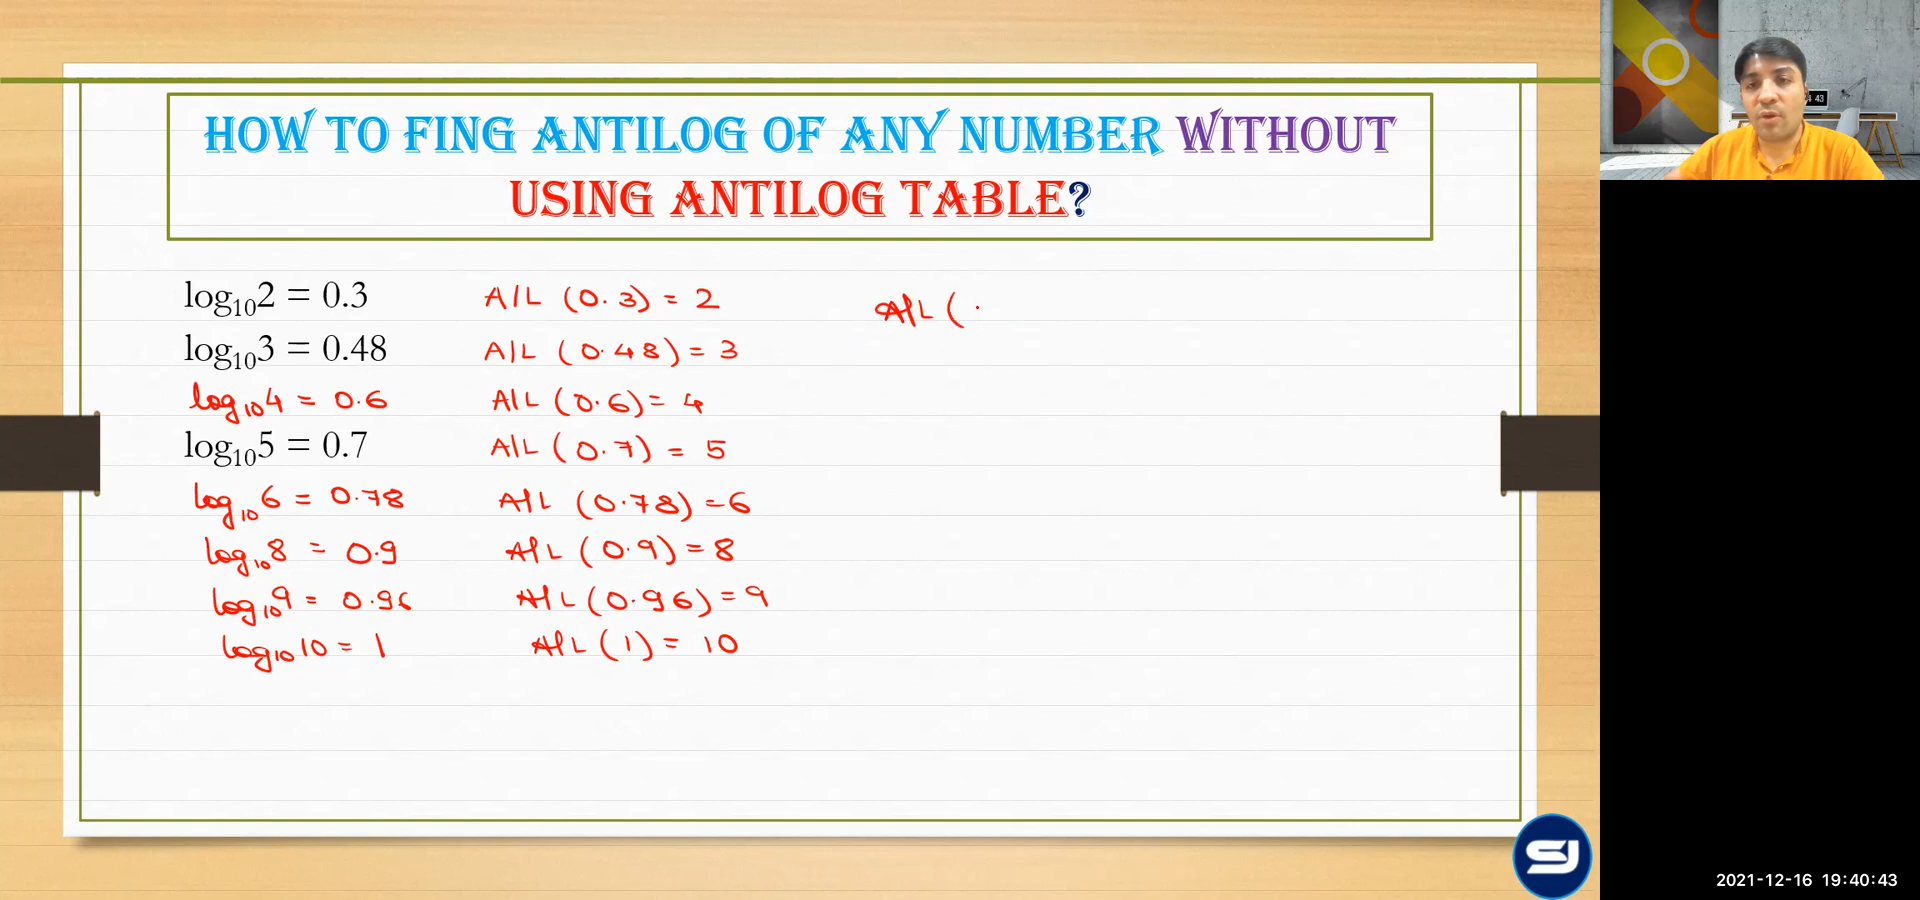 HOW TO FING ANTILOG OF ANY NUMBER WITHOUT
USING ANTILOG TABLE?
log₁₀2 = 0.3 A/L (0.3) = 2 A/L ( .
log₁₀3 = 0.48 A/L (0.48) = 3
log₁₀4 = 0.6 A/L (0.6) = 4
log₁₀5 = 0.7 A/L (0.7) = 5
log₁₀6 = 0.78 A/L (0.78) = 6
log₁₀8 = 0.9 A/L (0.9) = 8
log₁₀9 = 0.96 A/L (0.96) = 9
log₁₀10 = 1 A/L (1) = 10
43
SJ
2021-12-16 19:40:43